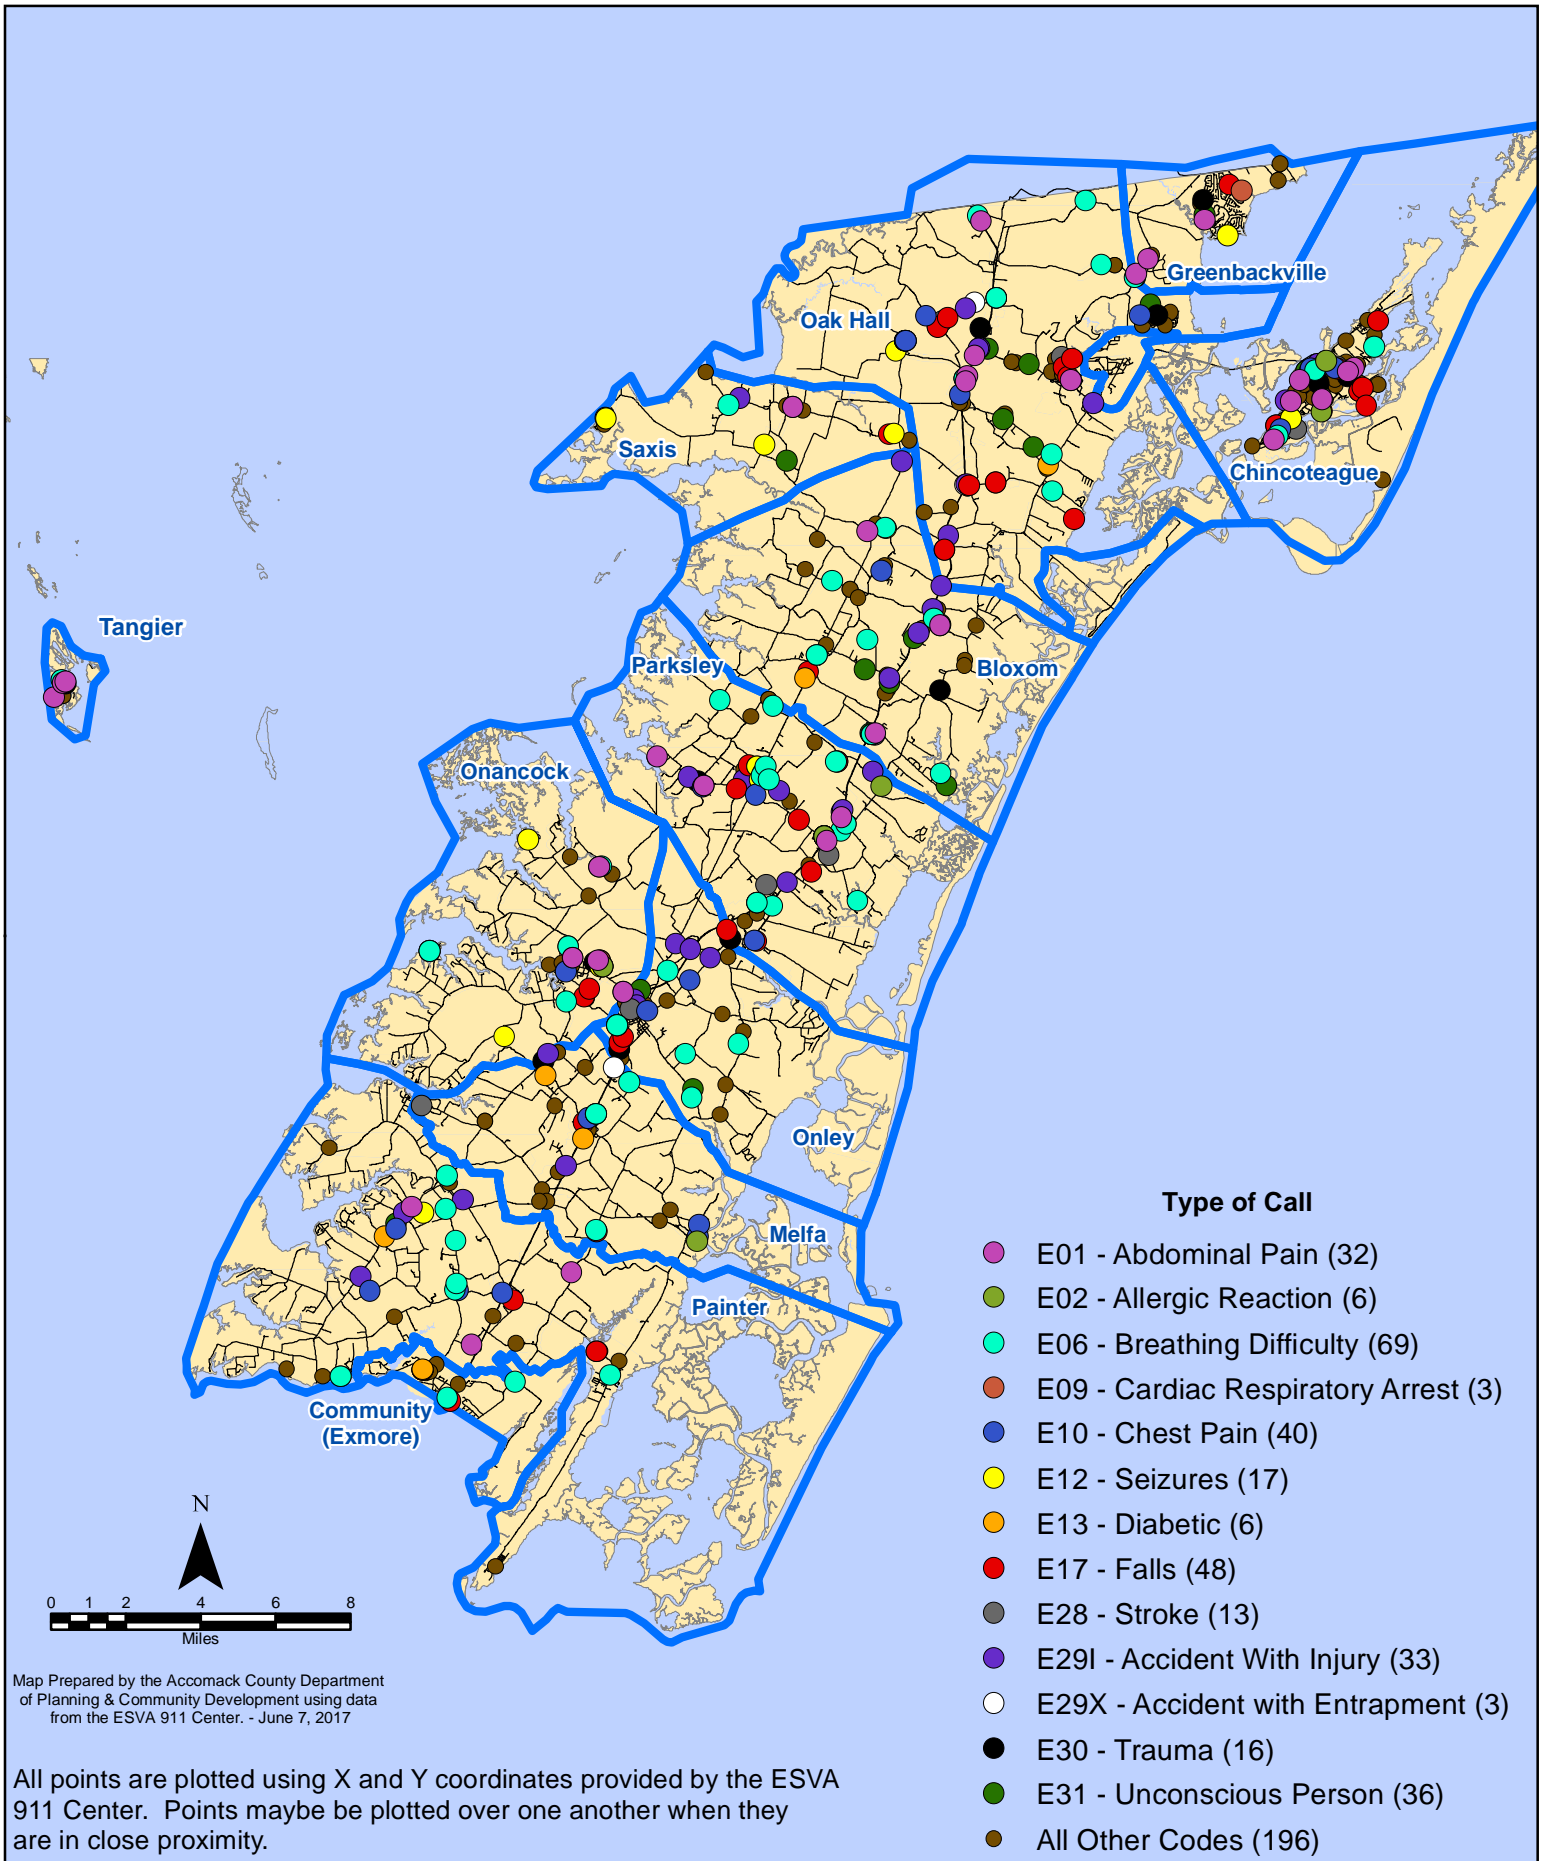 Greenbackville
Oak Hall
Saxis
Chincoteague
Tangier
Parksley
Bloxom
Onancock
Onley
Melfa
Painter
Community
(Exmore)
Type of Call
E01 - Abdominal Pain (32)
E02 - Allergic Reaction (6)
E06 - Breathing Difficulty (69)
E09 - Cardiac Respiratory Arrest (3)
E10 - Chest Pain (40)
E12 - Seizures (17)
E13 - Diabetic (6)
E17 - Falls (48)
E28 - Stroke (13)
E29I - Accident With Injury (33)
E29X - Accident with Entrapment (3)
E30 - Trauma (16)
E31 - Unconscious Person (36)
All Other Codes (196)
N
0 1 2 4 6 8
Miles
Map Prepared by the Accomack County Department
of Planning & Community Development using data
from the ESVA 911 Center. - June 7, 2017
All points are plotted using X and Y coordinates provided by the ESVA
911 Center. Points maybe be plotted over one another when they
are in close proximity.